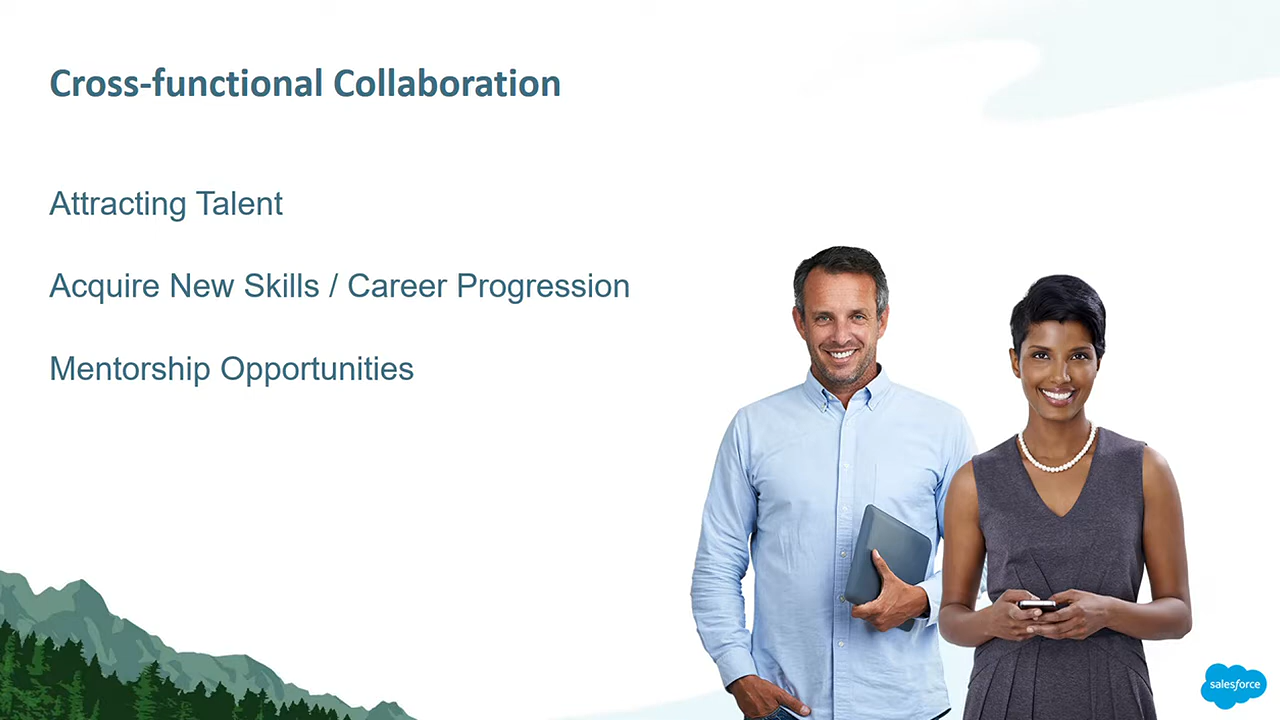 Cross-functional Collaboration
Attracting Talent
Acquire New Skills / Career Progression
Mentorship Opportunities
salesforce